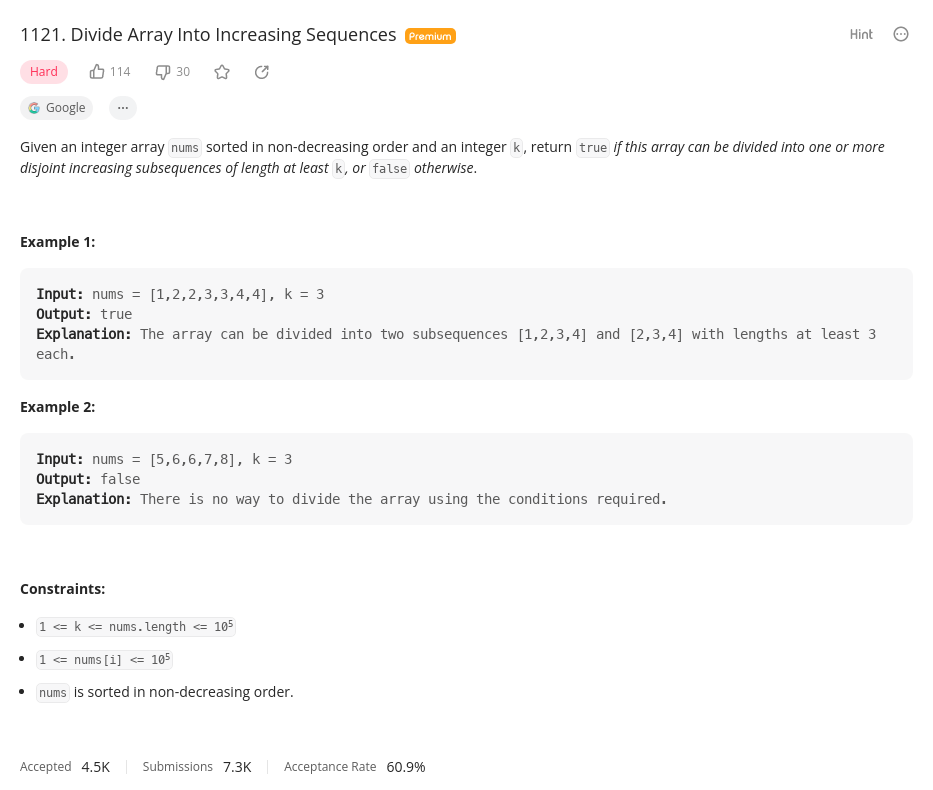 1121. Divide Array Into Increasing Sequences Premium Hint
Hard 114 30
Google ...
Given an integer array nums sorted in non-decreasing order and an integer k, return true if this array can be divided into one or more
disjoint increasing subsequences of length at least k, or false otherwise.
Example 1:
Input: nums = [1,2,2,3,3,4,4], k = 3
Output: true
Explanation: The array can be divided into two subsequences [1,2,3,4] and [2,3,4] with lengths at least 3
each.
Example 2:
Input: nums = [5,6,6,7,8], k = 3
Output: false
Explanation: There is no way to divide the array using the conditions required.
Constraints:
• 1 <= k <= nums.length <= 10⁵
• 1 <= nums[i] <= 10⁵
• nums is sorted in non-decreasing order.
Accepted 4.5K Submissions 7.3K Acceptance Rate 60.9%